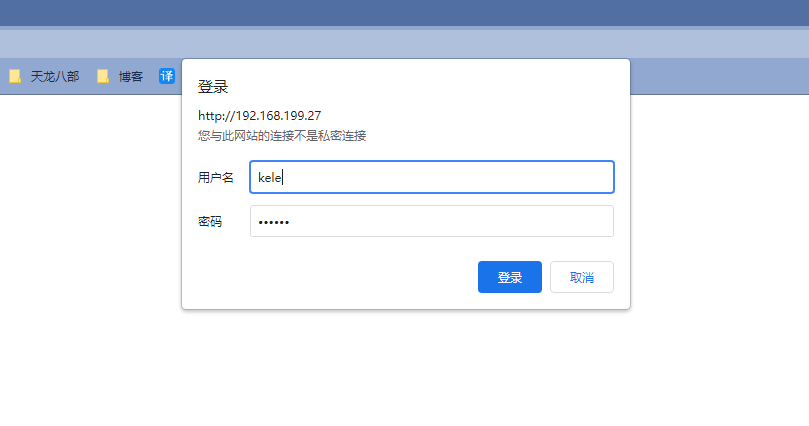 天龙八部 博客 译
登录
http://192.168.199.27
您与此网站的连接不是私密连接
用户名 kele
密码 ••••••
登录 取消